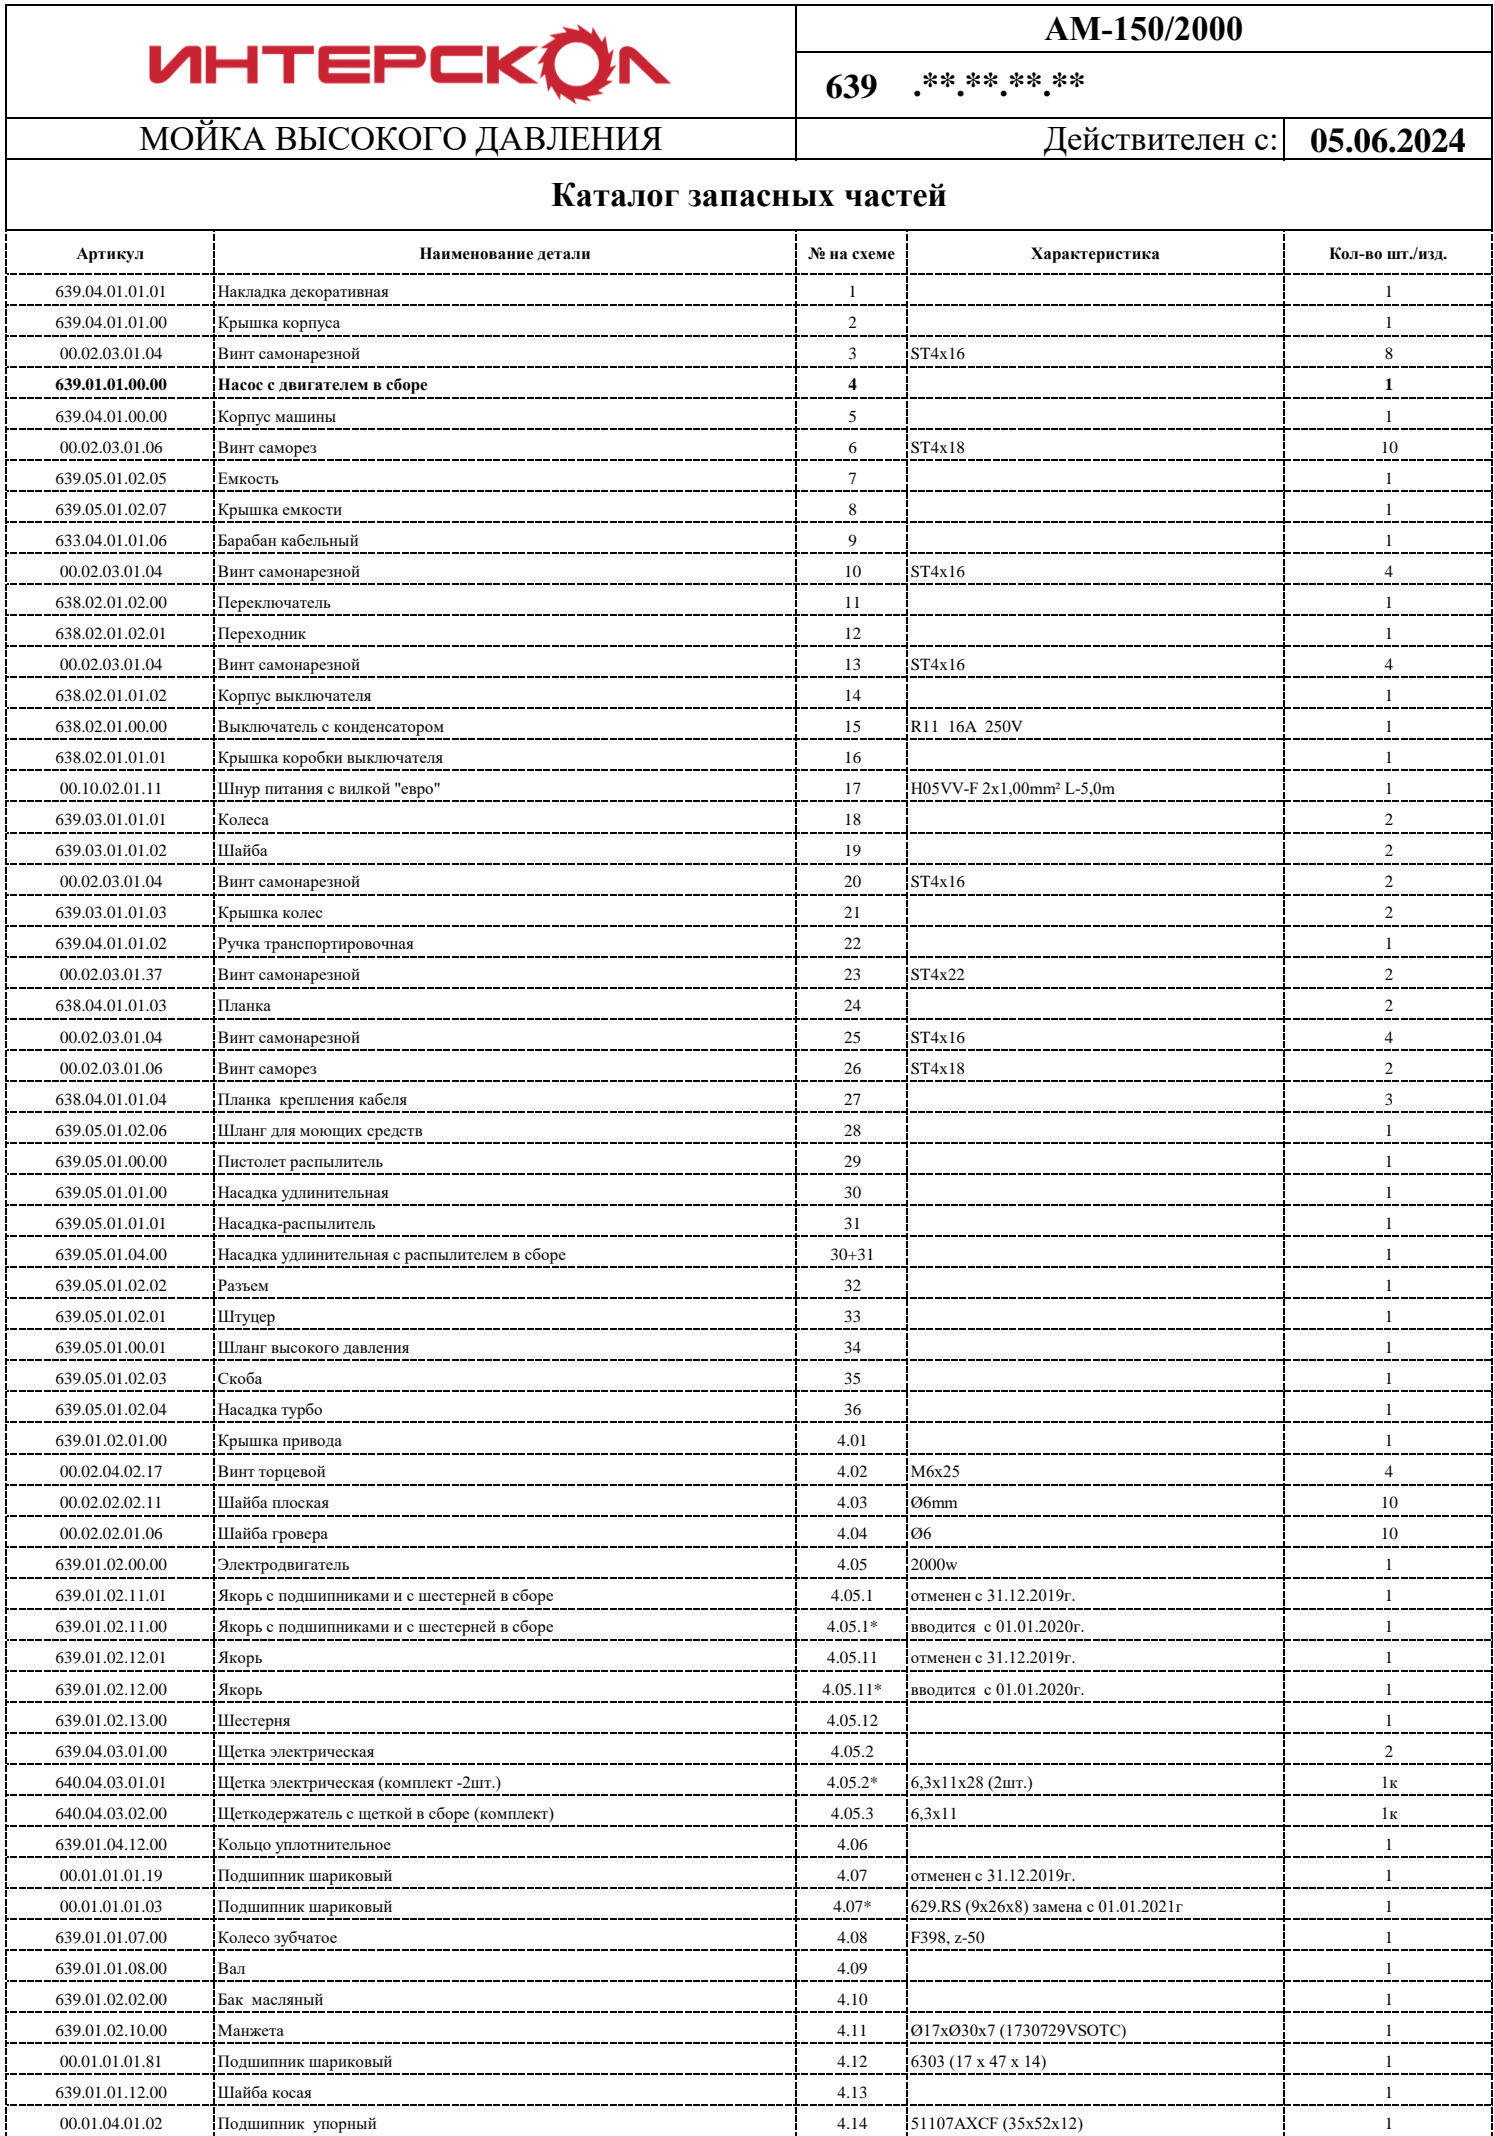 ИНТЕРСКОЛ
АМ-150/2000
639 .**.**.**.**
МОЙКА ВЫСОКОГО ДАВЛЕНИЯ
Действителен с: 05.06.2024
Каталог запасных частей
Артикул Наименование детали № на схеме Характеристика Кол-во шт./изд.
639.04.01.01.01 Накладка декоративная 1 1
639.04.01.01.00 Крышка корпуса 2 1
00.02.03.01.04 Винт самонарезной 3 ST4x16 8
639.01.01.00.00 Насос с двигателем в сборе 4 1
639.04.01.00.00 Корпус машины 5 1
00.02.03.01.06 Винт саморез 6 ST4x18 10
639.05.01.02.05 Емкость 7 1
639.05.01.02.07 Крышка емкости 8 1
633.04.01.01.06 Барабан кабельный 9 1
00.02.03.01.04 Винт самонарезной 10 ST4x16 4
638.02.01.02.00 Переключатель 11 1
638.02.01.02.01 Переходник 12 1
00.02.03.01.04 Винт самонарезной 13 ST4x16 4
638.02.01.01.02 Корпус выключателя 14 1
638.02.01.00.00 Выключатель с конденсатором 15 R11 16A 250V 1
638.02.01.01.01 Крышка коробки выключателя 16 1
00.10.02.01.11 Шнур питания с вилкой "евро" 17 H05VV-F 2x1,00mm² L-5,0m 1
639.03.01.01.01 Колеса 18 2
639.03.01.01.02 Шайба 19 2
00.02.03.01.04 Винт самонарезной 20 ST4x16 2
639.03.01.01.03 Крышка колес 21 2
639.04.01.01.02 Ручка транспортировочная 22 1
00.02.03.01.37 Винт самонарезной 23 ST4x22 2
638.04.01.01.03 Планка 24 2
00.02.03.01.04 Винт самонарезной 25 ST4x16 4
00.02.03.01.06 Винт саморез 26 ST4x18 2
638.04.01.01.04 Планка крепления кабеля 27 3
639.05.01.02.06 Шланг для моющих средств 28 1
639.05.01.00.00 Пистолет распылитель 29 1
639.05.01.01.00 Насадка удлинительная 30 1
639.05.01.01.01 Насадка-распылитель 31 1
639.05.01.04.00 Насадка удлинительная с распылителем в сборе 30+31 1
639.05.01.02.02 Разъем 32 1
639.05.01.02.01 Штуцер 33 1
639.05.01.00.01 Шланг высокого давления 34 1
639.05.01.02.03 Скоба 35 1
639.05.01.02.04 Насадка турбо 36 1
639.01.02.01.00 Крышка привода 4.01 1
00.02.04.02.17 Винт торцевой 4.02 M6x25 4
00.02.02.02.11 Шайба плоская 4.03 Ø6mm 10
00.02.02.01.06 Шайба гровера 4.04 Ø6 10
639.01.02.00.00 Электродвигатель 4.05 2000w 1
639.01.02.11.01 Якорь с подшипниками и с шестерней в сборе 4.05.1 отменен с 31.12.2019г. 1
639.01.02.11.00 Якорь с подшипниками и с шестерней в сборе 4.05.1* вводится с 01.01.2020г. 1
639.01.02.12.01 Якорь 4.05.11 отменен с 31.12.2019г. 1
639.01.02.12.00 Якорь 4.05.11* вводится с 01.01.2020г. 1
639.01.02.13.00 Шестерня 4.05.12 1
639.04.03.01.00 Щетка электрическая 4.05.2 2
640.04.03.01.01 Щетка электрическая (комплект -2шт.) 4.05.2* 6,3x11x28 (2шт.) 1к
640.04.03.02.00 Щеткодержатель с щеткой в сборе (комплект) 4.05.3 6,3x11 1к
639.01.04.12.00 Кольцо уплотнительное 4.06 1
00.01.01.01.19 Подшипник шариковый 4.07 отменен с 31.12.2019г. 1
00.01.01.01.03 Подшипник шариковый 4.07* 629.RS (9x26x8) замена с 01.01.2021г 1
639.01.01.07.00 Колесо зубчатое 4.08 F398, z-50 1
639.01.01.08.00 Вал 4.09 1
639.01.02.02.00 Бак масляный 4.10 1
639.01.02.10.00 Манжета 4.11 Ø17xØ30x7 (1730729VSOTC) 1
00.01.01.01.81 Подшипник шариковый 4.12 6303 (17 x 47 x 14) 1
639.01.01.12.00 Шайба косая 4.13 1
00.01.04.01.02 Подшипник упорный 4.14 51107AXCF (35x52x12) 1